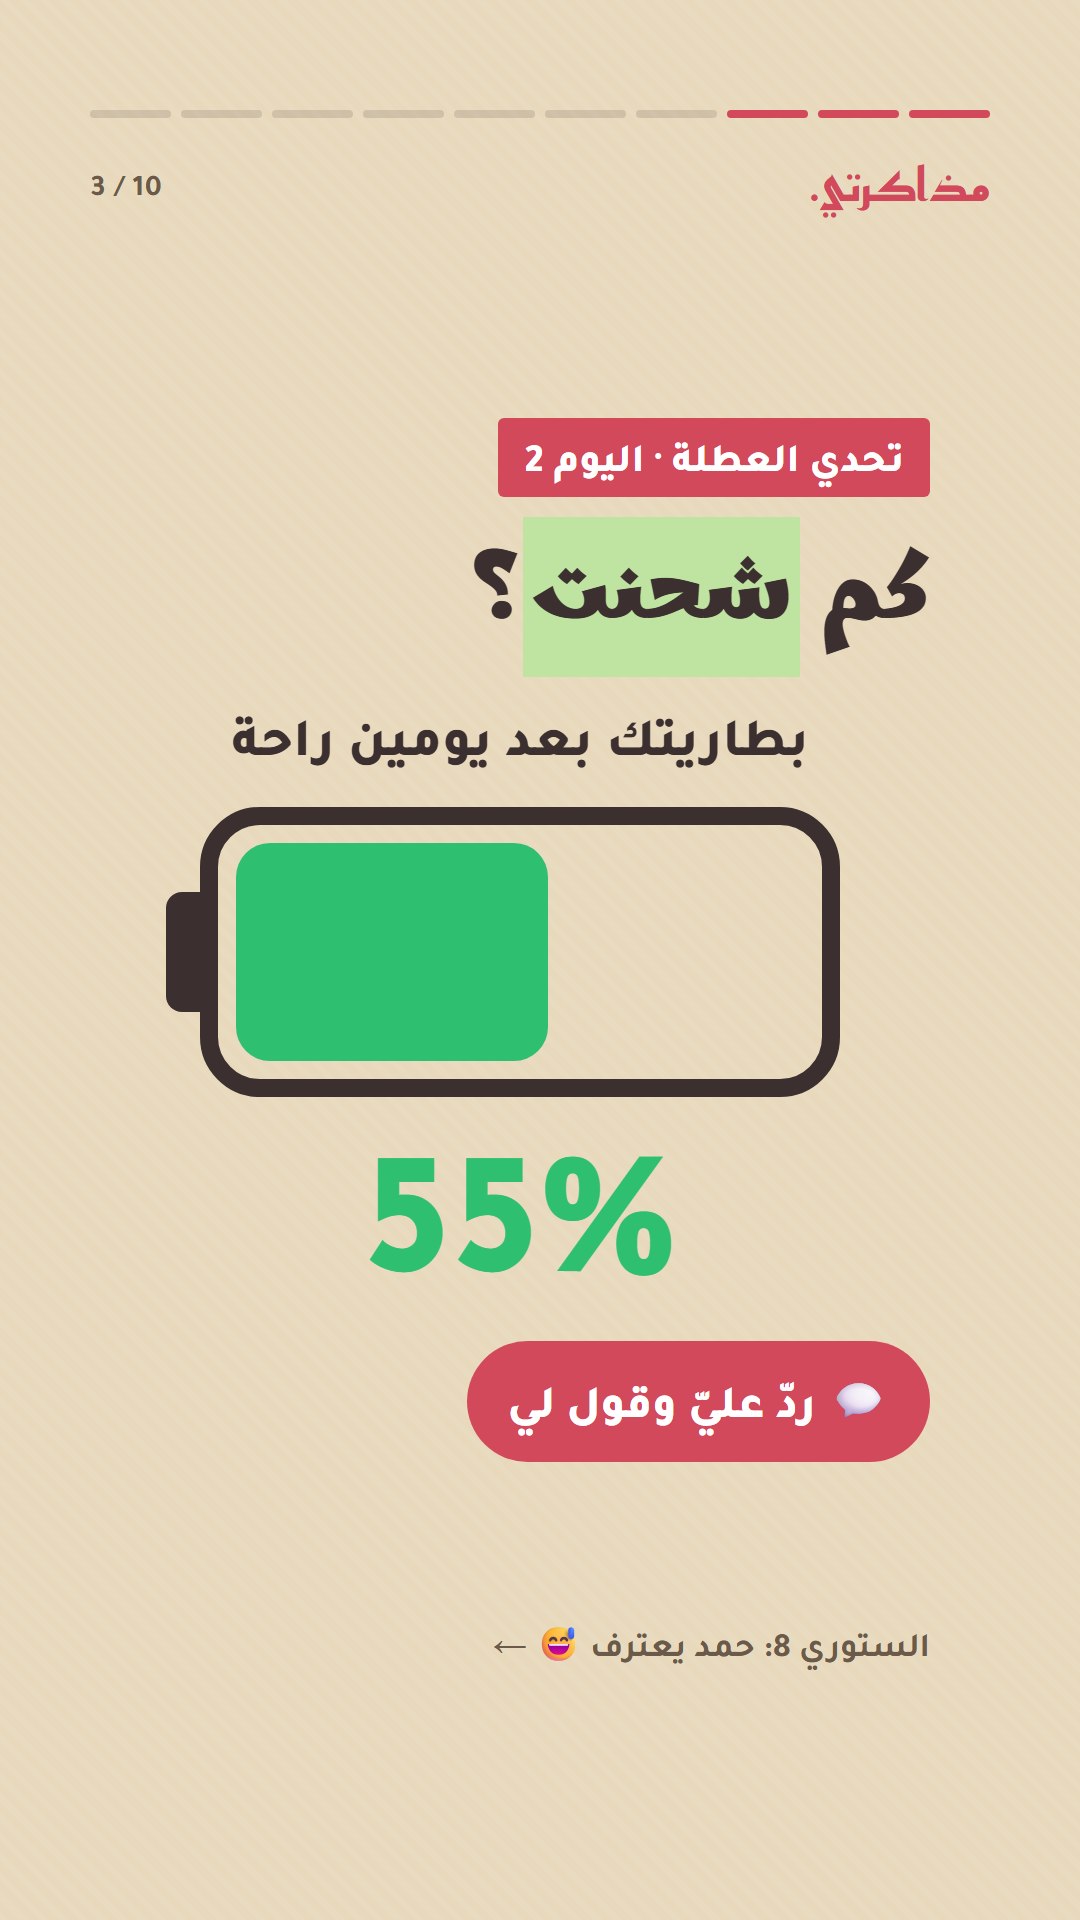 مذاكرتي.
3 / 10
تحدي العطلة · اليوم 2
كم شحنت؟
بطاريتك بعد يومين راحة
55%
💬 ردّ عليّ وقول لي
الستوري 8: حمد يعترف 😅 ←